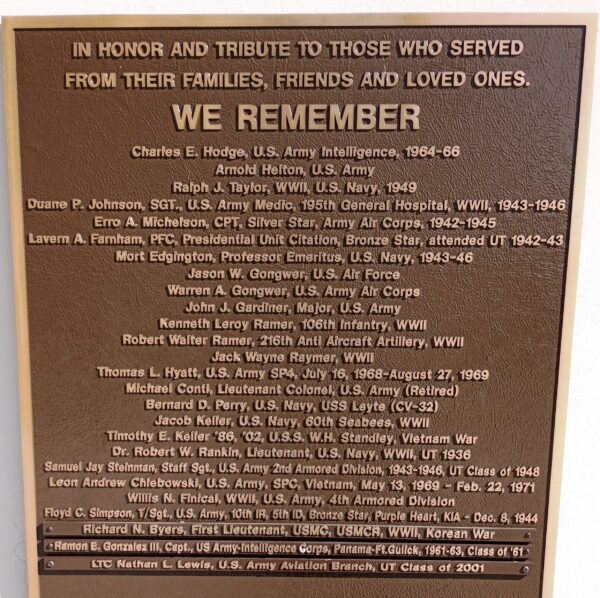 IN HONOR AND TRIBUTE TO THOSE WHO SERVED
FROM THEIR FAMILIES, FRIENDS AND LOVED ONES.
WE REMEMBER
Charles E. Hodge, U.S. Army Intelligence, 1964-66
Arnold Helton, U.S. Army
Ralph J. Taylor, WWII, U.S. Navy, 1949
Duane P. Johnson, SGT., U.S. Army Medic, 195th General Hospital, WWII, 1943-1946
Erro A. Michelson, CPT, Silver Star, Army Air Corps, 1942-1945
Lavern A. Farnham, PFC, Presidential Unit Citation, Bronze Star, attended UT 1942-43
Mort Edgington, Professor Emeritus, U.S. Navy, 1943-46
Jason W. Gongwer, U.S. Air Force
Warren A. Gongwer, U.S. Army Air Corps
John J. Gardiner, Major, U.S. Army
Kenneth Leroy Ramer, 106th Infantry, WWII
Robert Walter Ramer, 216th Anti Aircraft Artillery, WWII
Jack Wayne Raymer, WWII
Thomas L. Hyatt, U.S. Army SP4, July 16, 1968-August 27, 1969
Michael Conti, Lieutenant Colonel, U.S. Army (Retired)
Bernard D. Perry, U.S. Navy, USS Leyte (CV-32)
Jacob Keller, U.S. Navy, 60th Seabees, WWII
Timothy E. Keller '86, '02, U.S.S. W.H. Standley, Vietnam War
Dr. Robert W. Rankin, Lieutenant, U.S. Navy, WWII, UT 1936
Samuel Jay Steinman, Staff Sgt., U.S. Army 2nd Armored Division, 1943-1946, UT Class of 1948
Leon Andrew Chlebowski, U.S. Army, SPC, Vietnam, May 13, 1969 - Feb. 22, 1971
Willis N. Finical, WWII, U.S. Army, 4th Armored Division
Floyd C. Simpson, T/Sgt., U.S. Army, 10th IR, 5th ID, Bronze Star, Purple Heart, KIA - Dec. 8, 1944
Richard N. Byers, First Lieutenant, USMC, USMCR, WWII, Korean War
Ramon E. Gonzalez III, Capt., US Army-Intelligence Corps, Panama-Ft.Gulick, 1961-63, Class of '61
LTC Nathan L. Lewis, U.S. Army Aviation Branch, UT Class of 2001